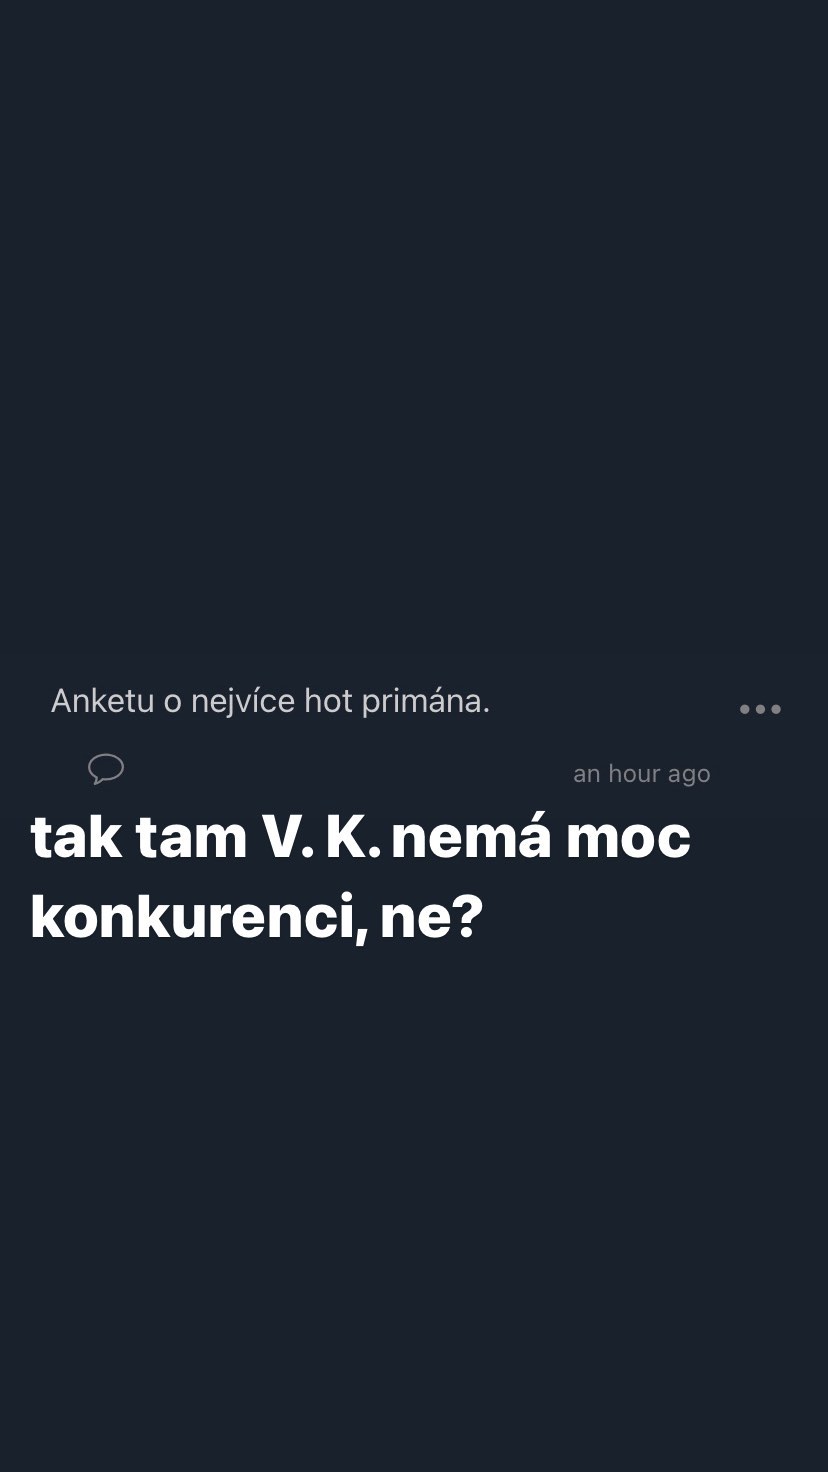 Anketu o nejvíce hot primána.
an hour ago
tak tam V. K. nemá moc
konkurenci, ne?